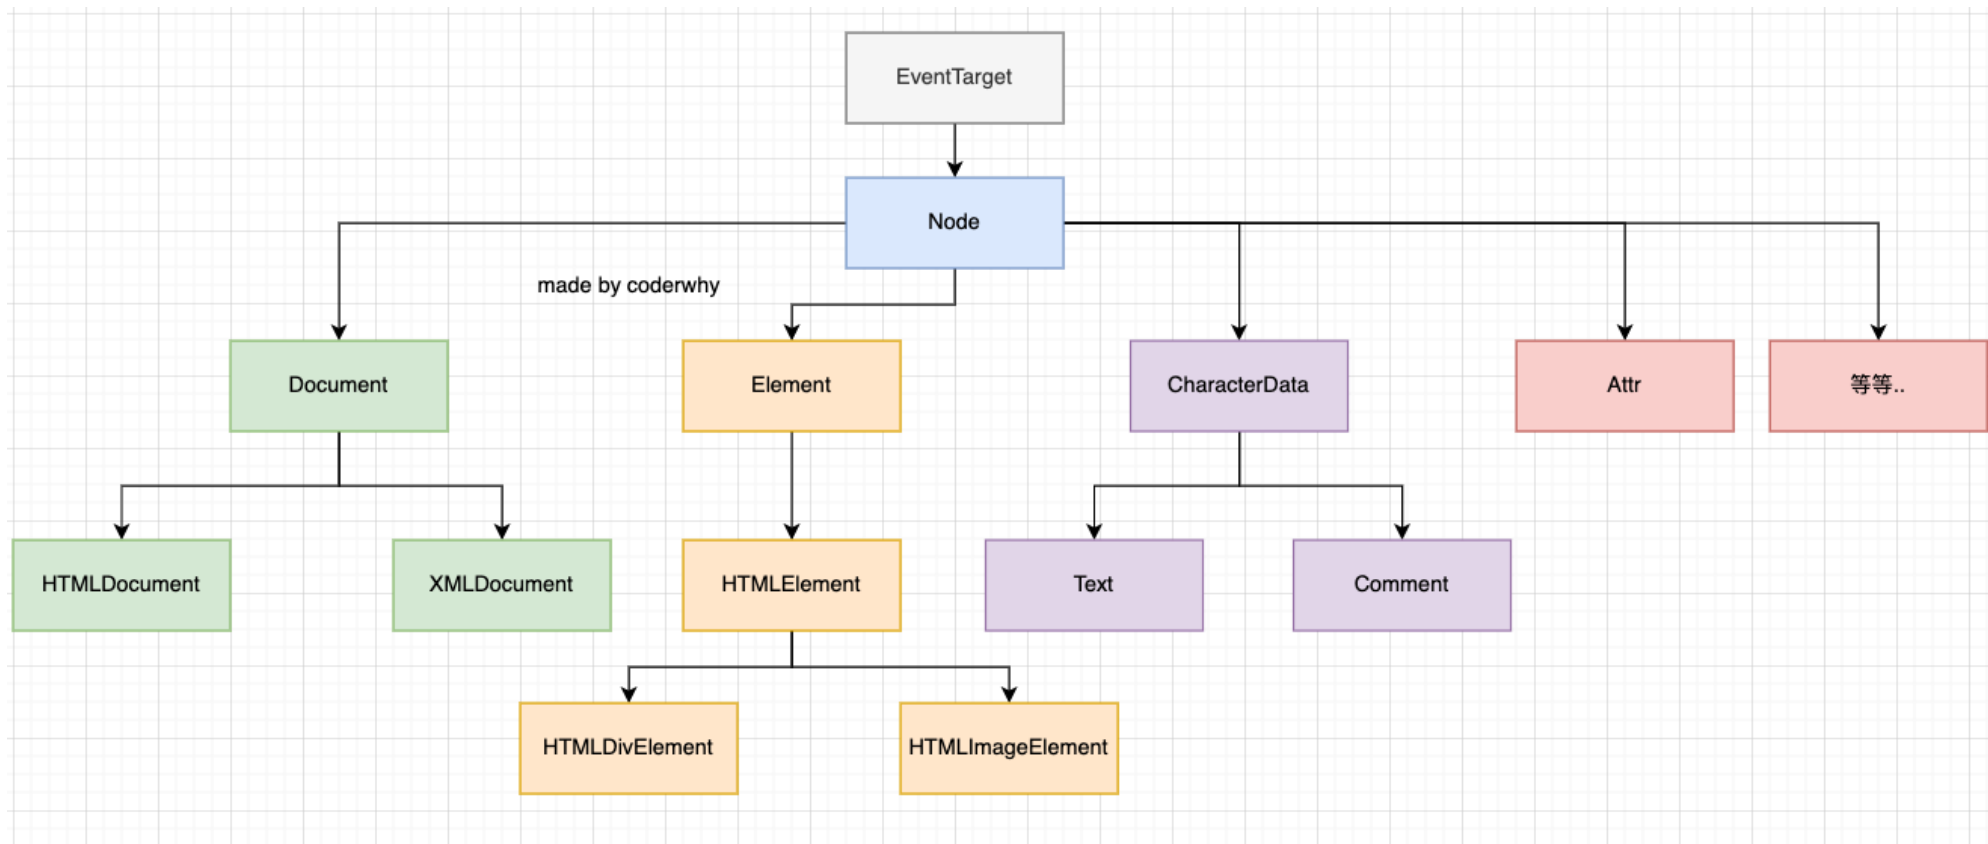 EventTarget
Node
made by coderwhy
Document
Element
CharacterData
Attr
等等..
HTMLDocument
XMLDocument
HTMLElement
Text
Comment
HTMLDivElement
HTMLImageElement